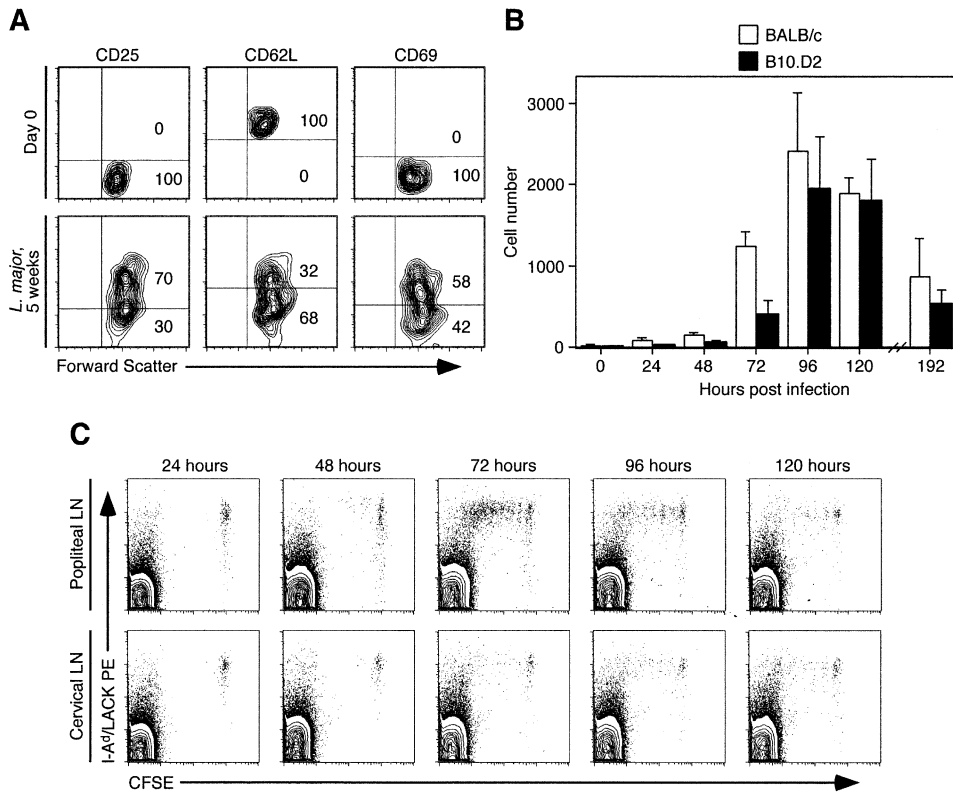 A
CD25 CD62L CD69
Day 0
0
100
100
0
0
100
L. major,
5 weeks
70
30
32
68
58
42
Forward Scatter
B
BALB/c
B10.D2
Cell number
3000
2000
1000
0
0 24 48 72 96 120 192
Hours post infection
C
24 hours 48 hours 72 hours 96 hours 120 hours
Popliteal LN
Cervical LN
I-Aᵈ/LACK PE
CFSE